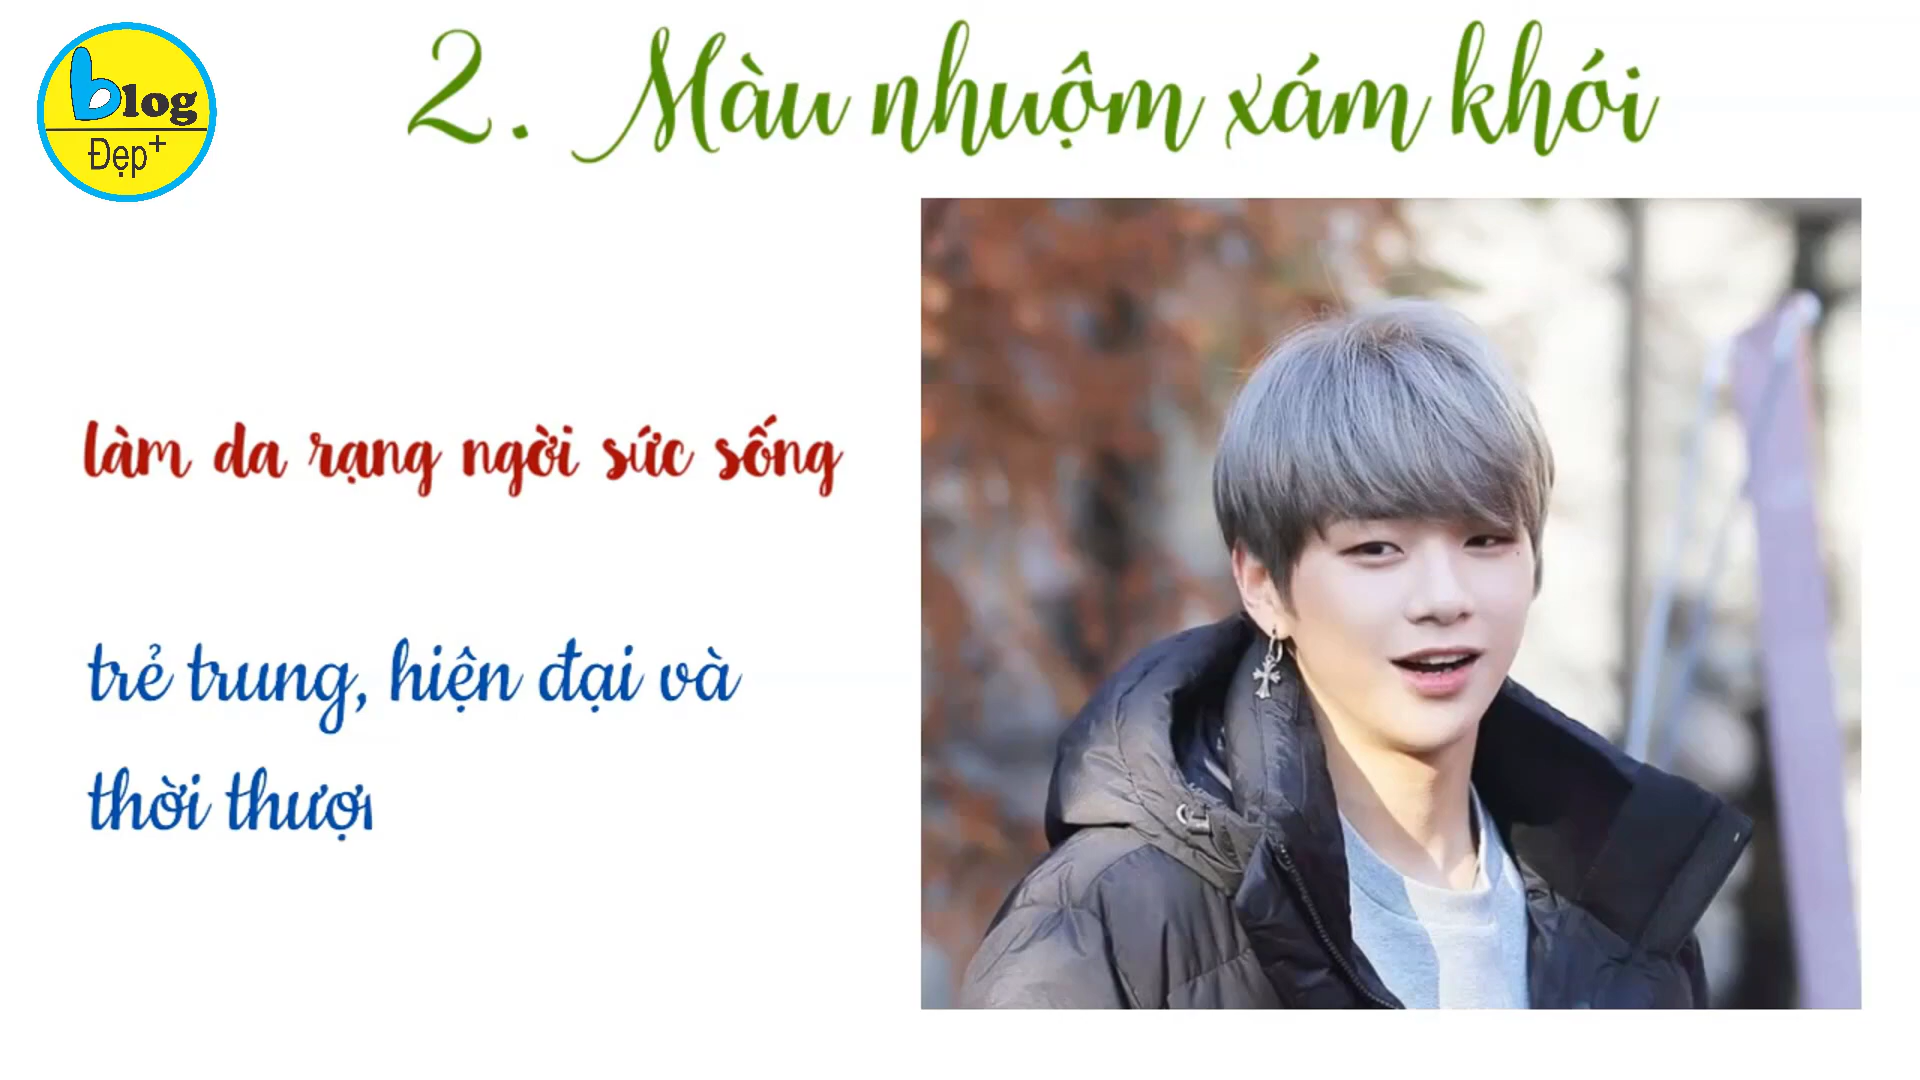 blog
Đẹp+
2. Màu nhuộm xám khói
làm da rạng ngời sức sống
trẻ trung, hiện đại và
thời thượ